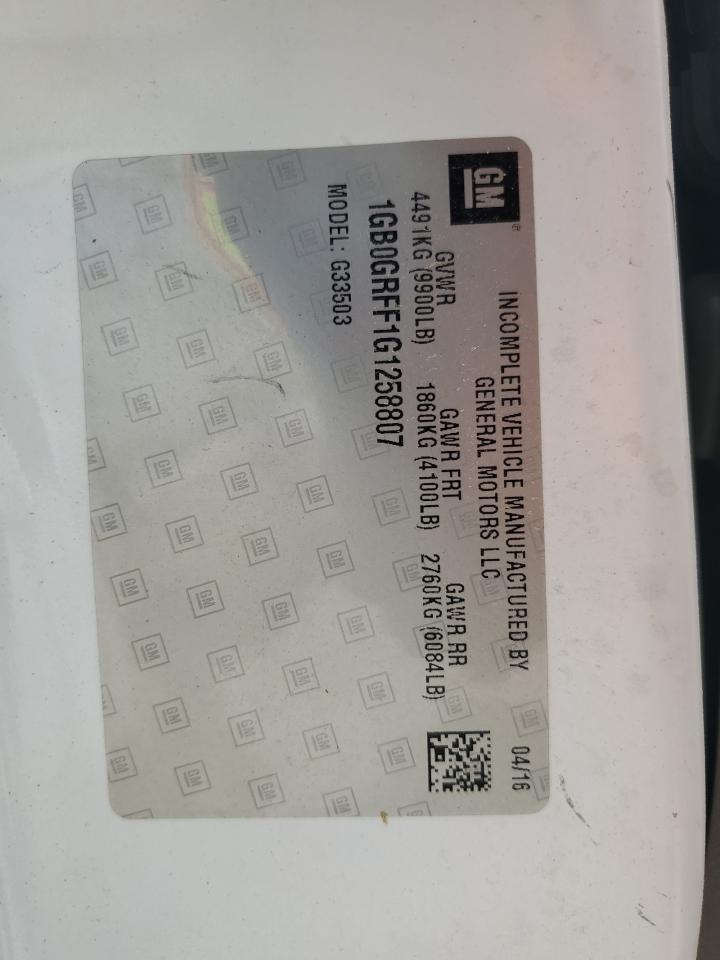 GM
INCOMPLETE VEHICLE MANUFACTURED BY
GENERAL MOTORS LLC
04/16
GVWR GAWR FRT GAWR RR
4491KG (9900LB) 1860KG (4100LB) 2760KG (6084LB)
1GB0GRFF1G1258807
MODEL: G33503